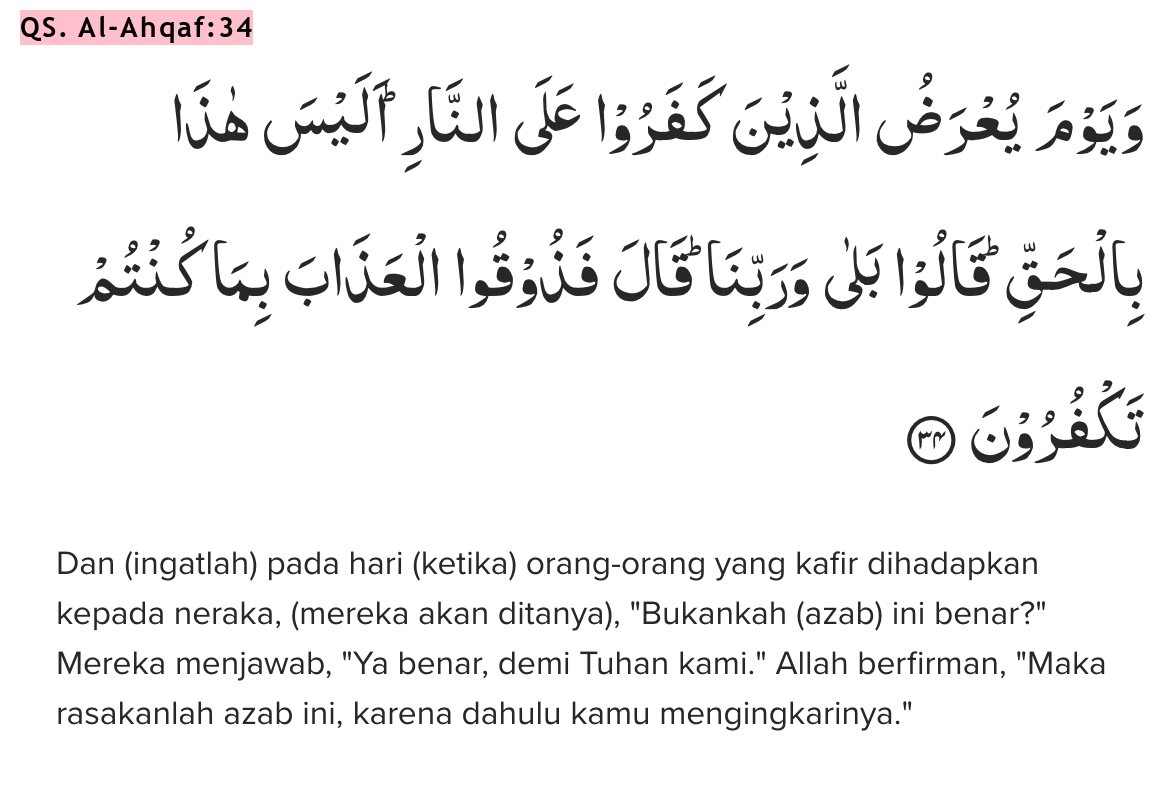 QS. Al-Ahqaf:34
وَيَوْمَ يُعْرَضُ الَّذِيْنَ كَفَرُوْا عَلَى النَّارِۗ اَلَيْسَ هٰذَا
بِالْحَقِّ ۗقَالُوْا بَلٰى وَرَبِّنَا ۗقَالَ فَذُوْقُوا الْعَذَابَ بِمَا كُنْتُمْ
تَكْفُرُوْنَ ٣٤
Dan (ingatlah) pada hari (ketika) orang-orang yang kafir dihadapkan
kepada neraka, (mereka akan ditanya), "Bukankah (azab) ini benar?"
Mereka menjawab, "Ya benar, demi Tuhan kami." Allah berfirman, "Maka
rasakanlah azab ini, karena dahulu kamu mengingkarinya."